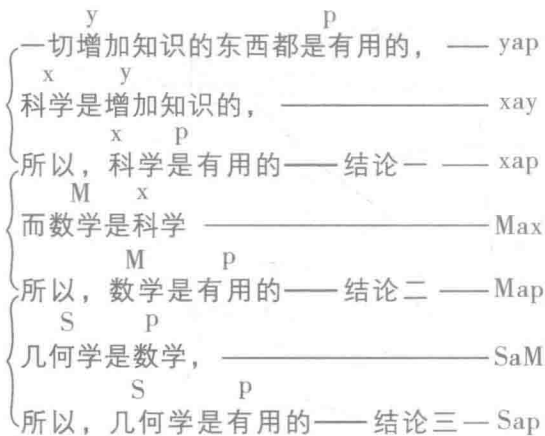 y p
一切增加知识的东西都是有用的， —— yap
x y
科学是增加知识的， —— xay
x p
所以，科学是有用的——结论一 —— xap
M x
而数学是科学 —— Max
M p
所以，数学是有用的——结论二 —— Map
S p
几何学是数学， —— SaM
S p
所以，几何学是有用的——结论三— Sap